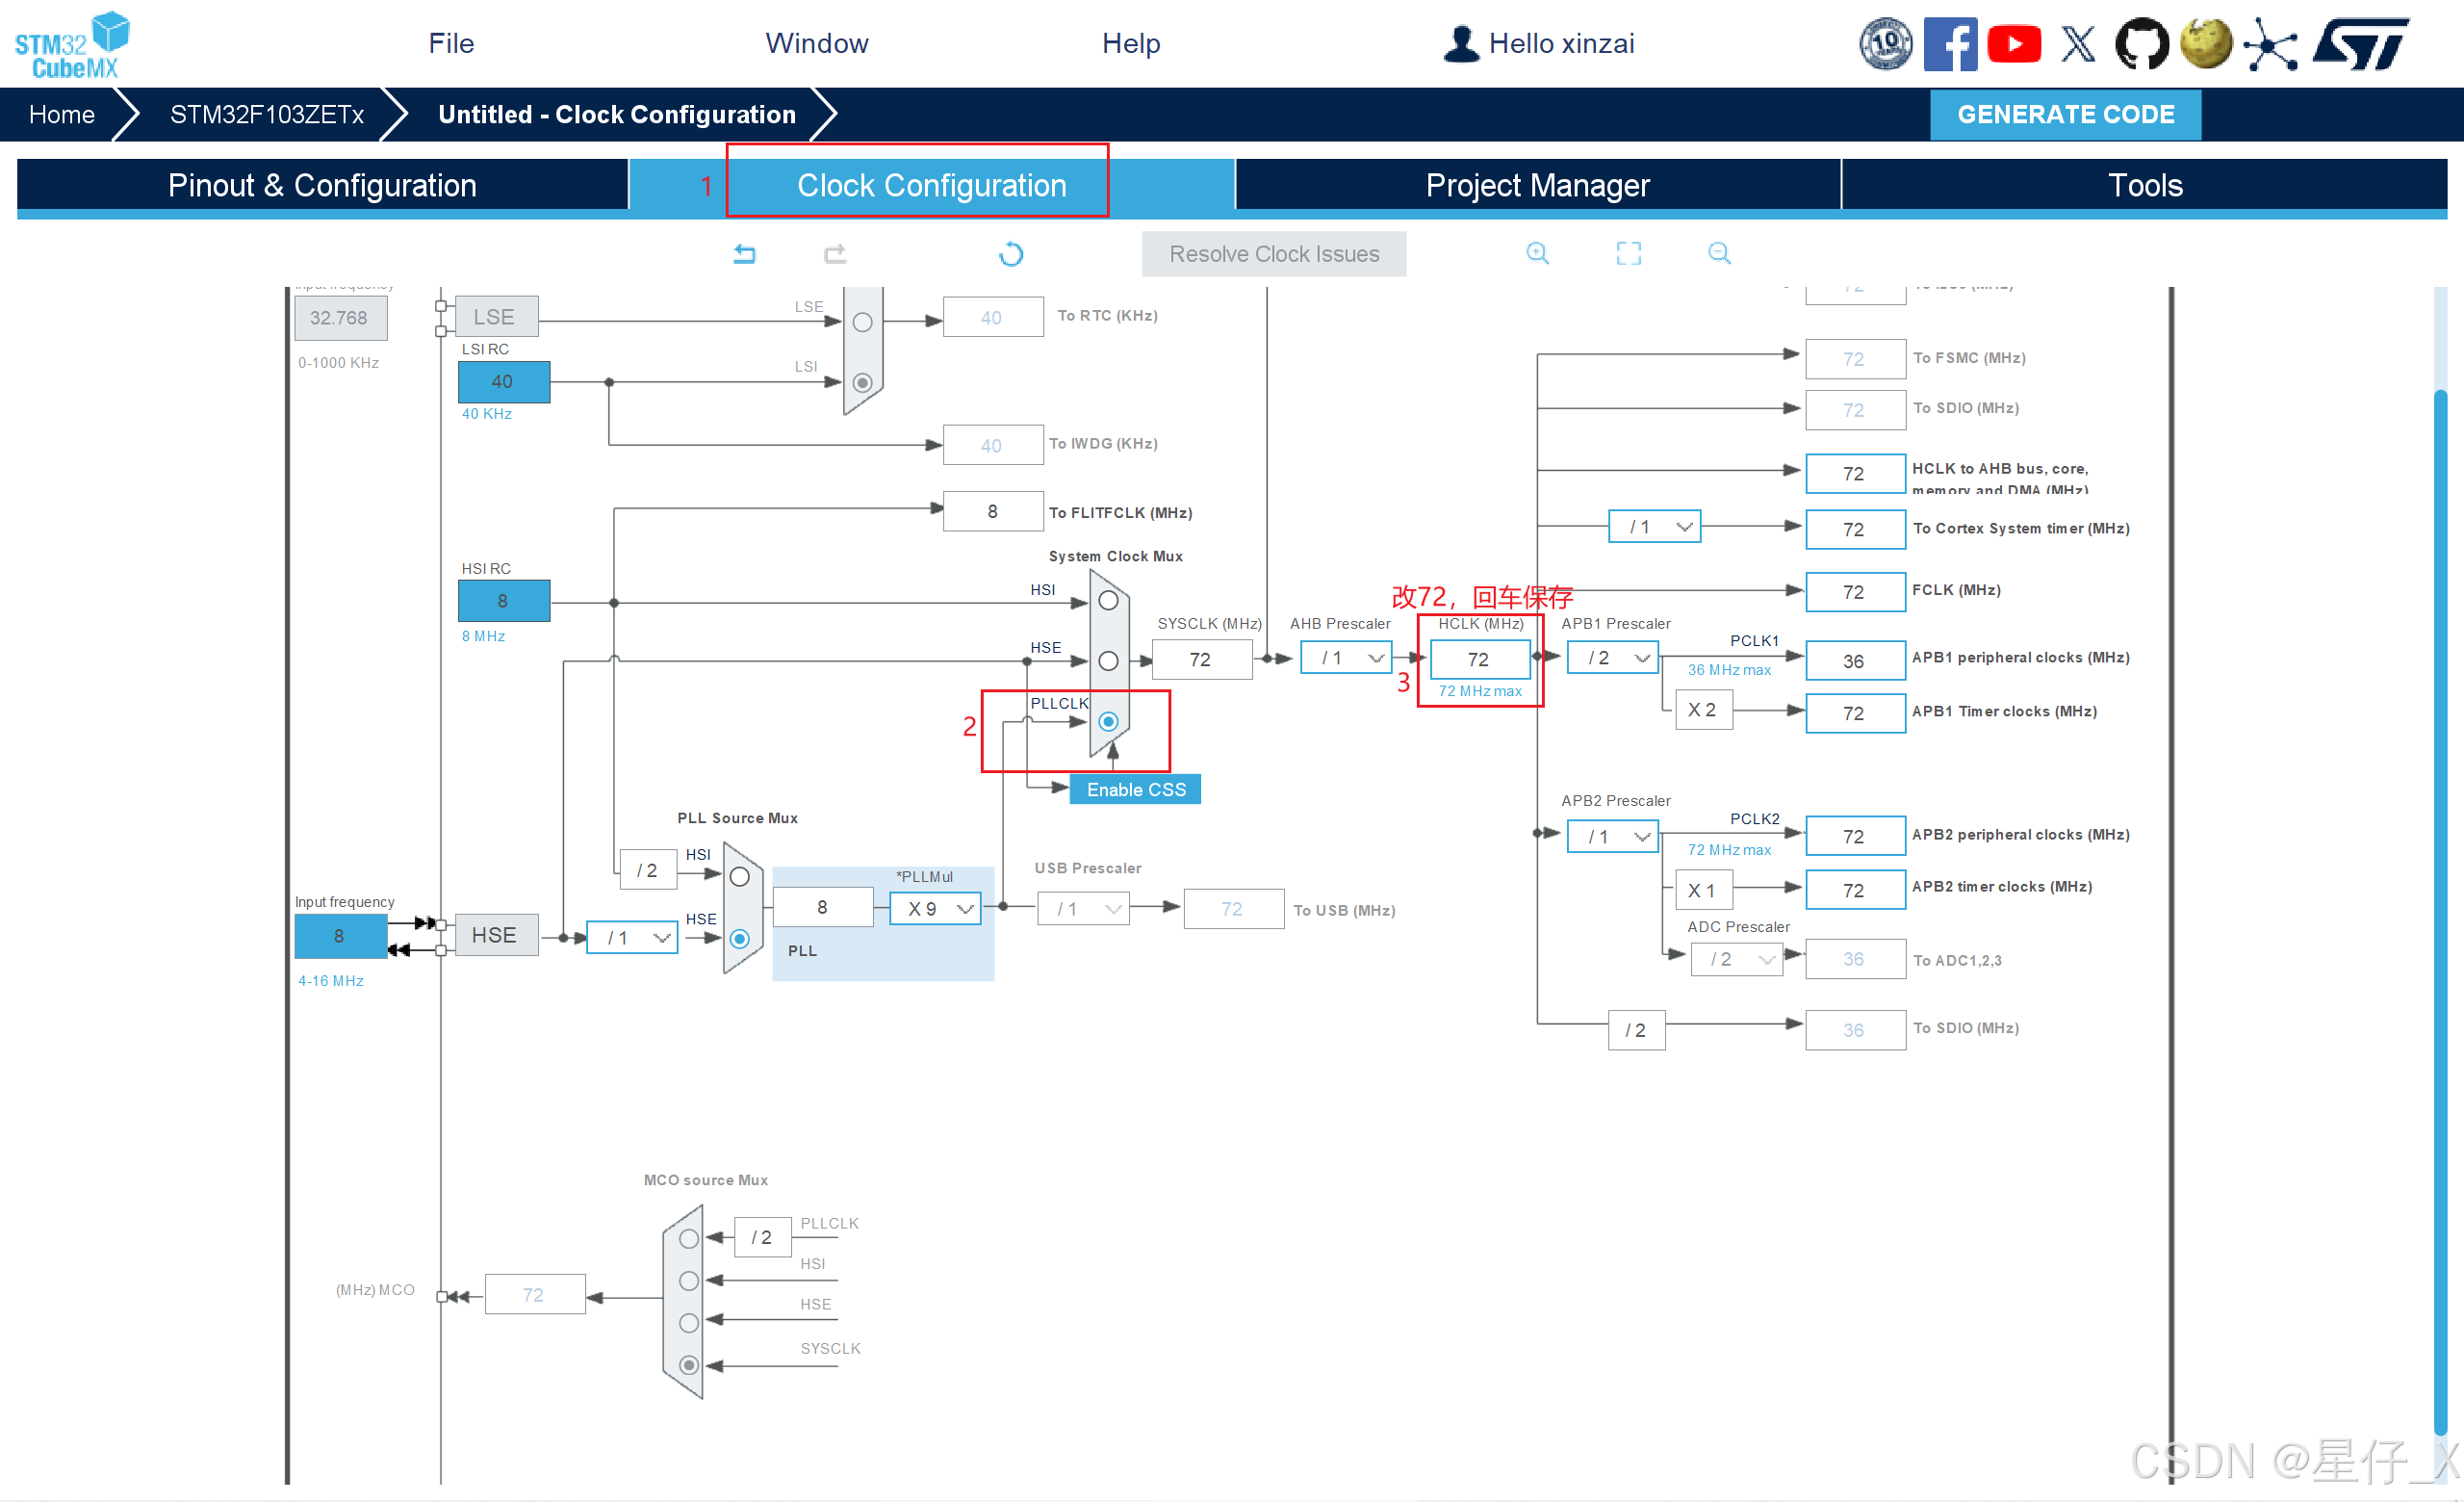 STM32
CubeMX
File
Window
Help
Hello xinzai
10
Home
STM32F103ZETx
Untitled - Clock Configuration
GENERATE CODE
Pinout & Configuration
1
Clock Configuration
Project Manager
Tools
Resolve Clock Issues
Input frequency
32.768
0-1000 KHz
LSE
LSE
40
To RTC (KHz)
LSI RC
40
40 KHz
LSI
40
To IWDG (KHz)
8
To FLITFCLK (MHz)
System Clock Mux
HSI RC
8
8 MHz
HSI
HSE
PLLCLK
2
Enable CSS
SYSCLK (MHz)
72
AHB Prescaler
/ 1
改72，回车保存
HCLK (MHz)
72
72 MHz max
3
72
72
To FSMC (MHz)
72
To SDIO (MHz)
72
HCLK to AHB bus, core,
memory and DMA (MHz)
/ 1
72
To Cortex System timer (MHz)
72
FCLK (MHz)
APB1 Prescaler
/ 2
PCLK1
36 MHz max
36
APB1 peripheral clocks (MHz)
X 2
72
APB1 Timer clocks (MHz)
APB2 Prescaler
/ 1
PCLK2
72 MHz max
72
APB2 peripheral clocks (MHz)
X 1
72
APB2 timer clocks (MHz)
ADC Prescaler
/ 2
36
To ADC1,2,3
/ 2
36
To SDIO (MHz)
PLL Source Mux
/ 2
HSI
Input frequency
8
4-16 MHz
HSE
/ 1
HSE
8
*PLLMul
X 9
PLL
USB Prescaler
/ 1
72
To USB (MHz)
MCO source Mux
/ 2
PLLCLK
HSI
HSE
SYSCLK
(MHz) MCO
72
CSDN @星仔_X